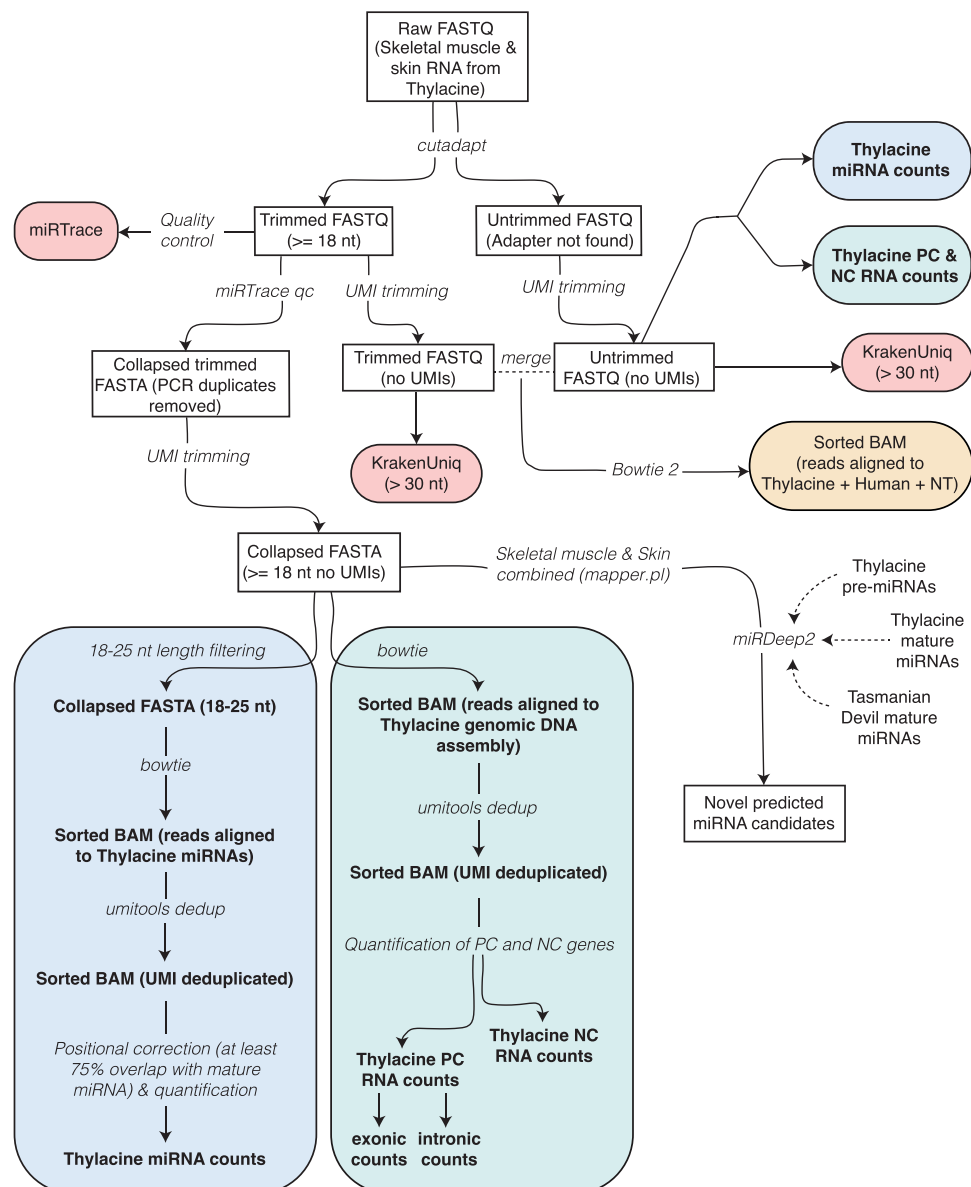 Raw FASTQ
(Skeletal muscle &
skin RNA from
Thylacine)
cutadapt
Thylacine
miRNA counts
miRTrace
Quality
control
Trimmed FASTQ
(>= 18 nt)
Untrimmed FASTQ
(Adapter not found)
Thylacine PC &
NC RNA counts
miRTrace qc
UMI trimming
UMI trimming
Collapsed trimmed
FASTA (PCR duplicates
removed)
Trimmed FASTQ
(no UMIs)
merge
Untrimmed
FASTQ (no UMIs)
KrakenUniq
(> 30 nt)
UMI trimming
KrakenUniq
(> 30 nt)
Bowtie 2
Sorted BAM
(reads aligned to
Thylacine + Human + NT)
Collapsed FASTA
(>= 18 nt no UMIs)
Skeletal muscle & Skin
combined (mapper.pl)
Thylacine
pre-miRNAs
miRDeep2
Thylacine
mature
miRNAs
Tasmanian
Devil mature
miRNAs
Novel predicted
miRNA candidates
18-25 nt length filtering
Collapsed FASTA (18-25 nt)
bowtie
Sorted BAM (reads aligned
to Thylacine miRNAs)
umitools dedup
Sorted BAM (UMI deduplicated)
Positional correction (at least
75% overlap with mature
miRNA) & quantification
Thylacine miRNA counts
bowtie
Sorted BAM (reads aligned to
Thylacine genomic DNA
assembly)
umitools dedup
Sorted BAM (UMI deduplicated)
Quantification of PC and NC genes
Thylacine NC
RNA counts
Thylacine PC
RNA counts
exonic
counts
intronic
counts